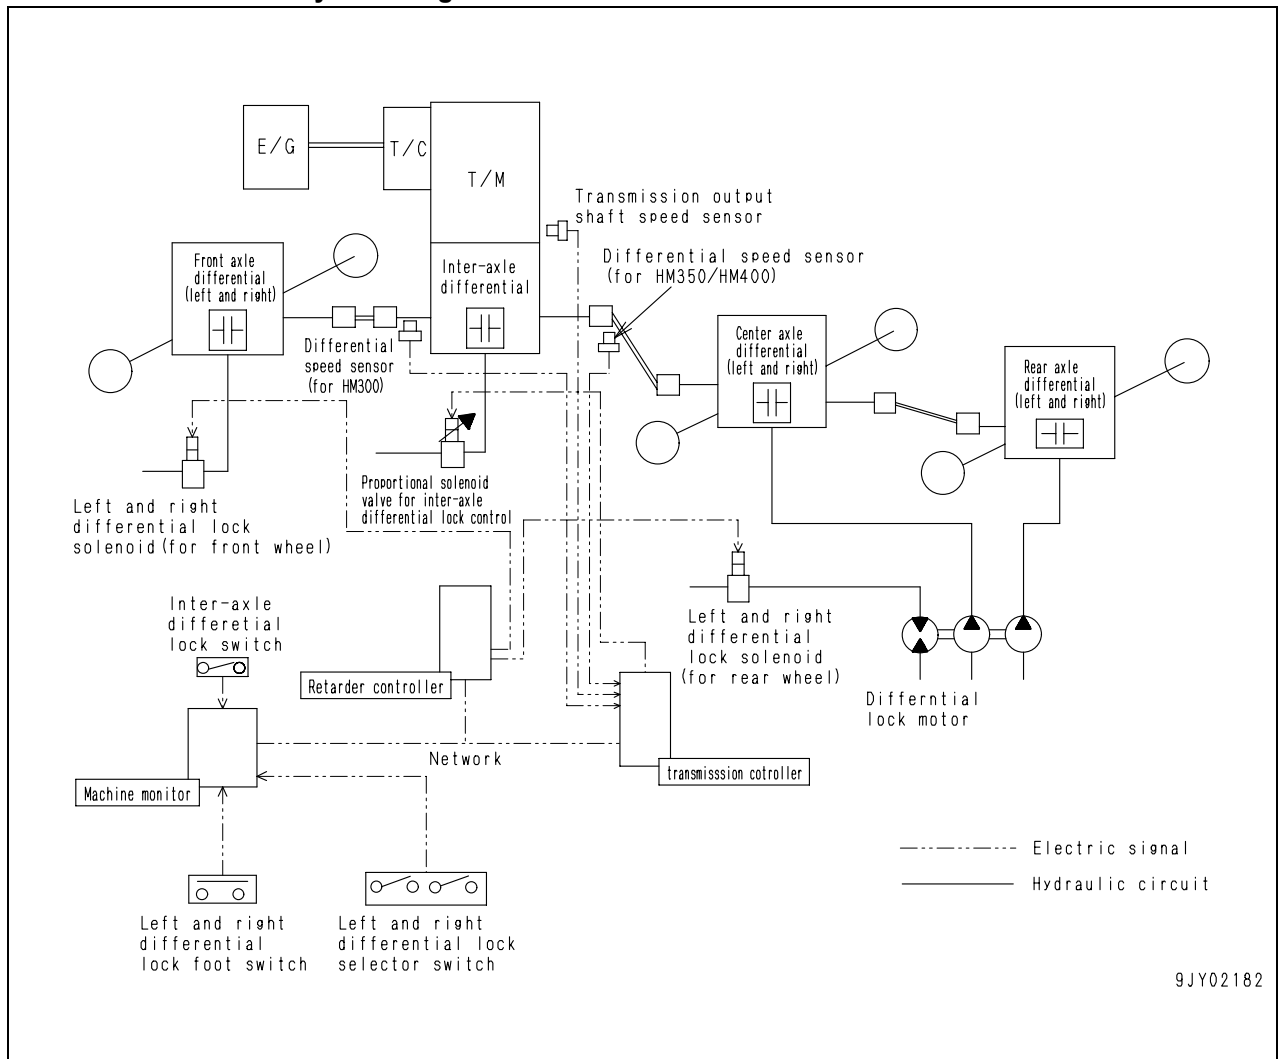 E/G
T/C
T/M
Transmission output
shaft speed sensor
Differential speed sensor
(for HM350/HM400)
Front axle
differential
(left and right)
Inter-axle
differential
Differential
speed sensor
(for HM300)
Center axle
differential
(left and right)
Rear axle
differential
(left and right)
Proportional solenoid
valve for inter-axle
differential lock control
Left and right
differential lock
solenoid (for front wheel)
Inter-axle
differetial
lock switch
Retarder controller
Left and right
differential
lock solenoid
(for rear wheel)
Differntial
lock motor
Network
transmisssion cotroller
Machine monitor
Electric signal
Hydraulic circuit
Left and right
differential
lock foot switch
Left and right
differential lock
selector switch
9JY02182